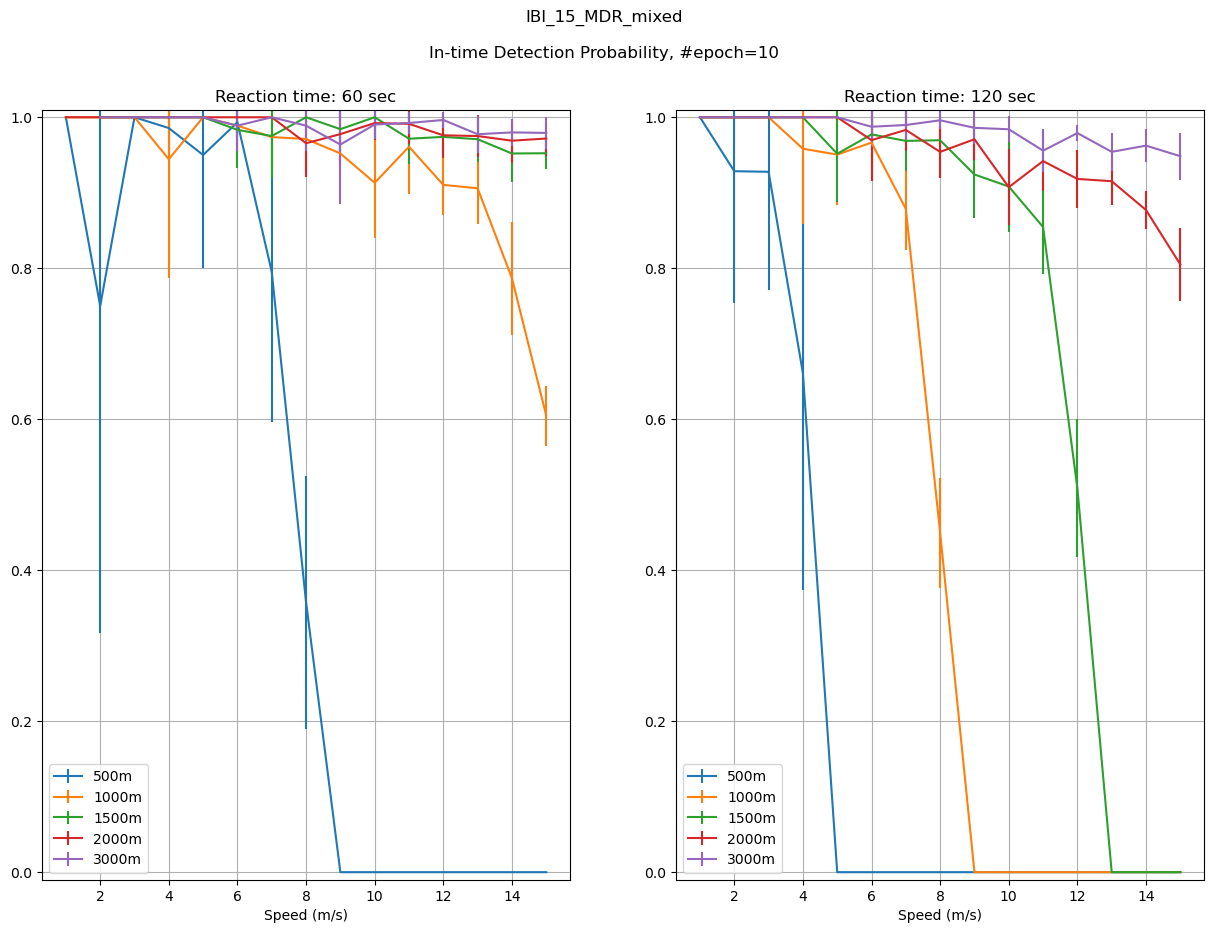 IBI_15_MDR_mixed
In-time Detection Probability, #epoch=10
Reaction time: 60 sec
1.0
0.8
0.6
0.4
0.2
0.0
500m
1000m
1500m
2000m
3000m
2 4 6 8 10 12 14
Speed (m/s)
Reaction time: 120 sec
1.0
0.8
0.6
0.4
0.2
0.0
500m
1000m
1500m
2000m
3000m
2 4 6 8 10 12 14
Speed (m/s)